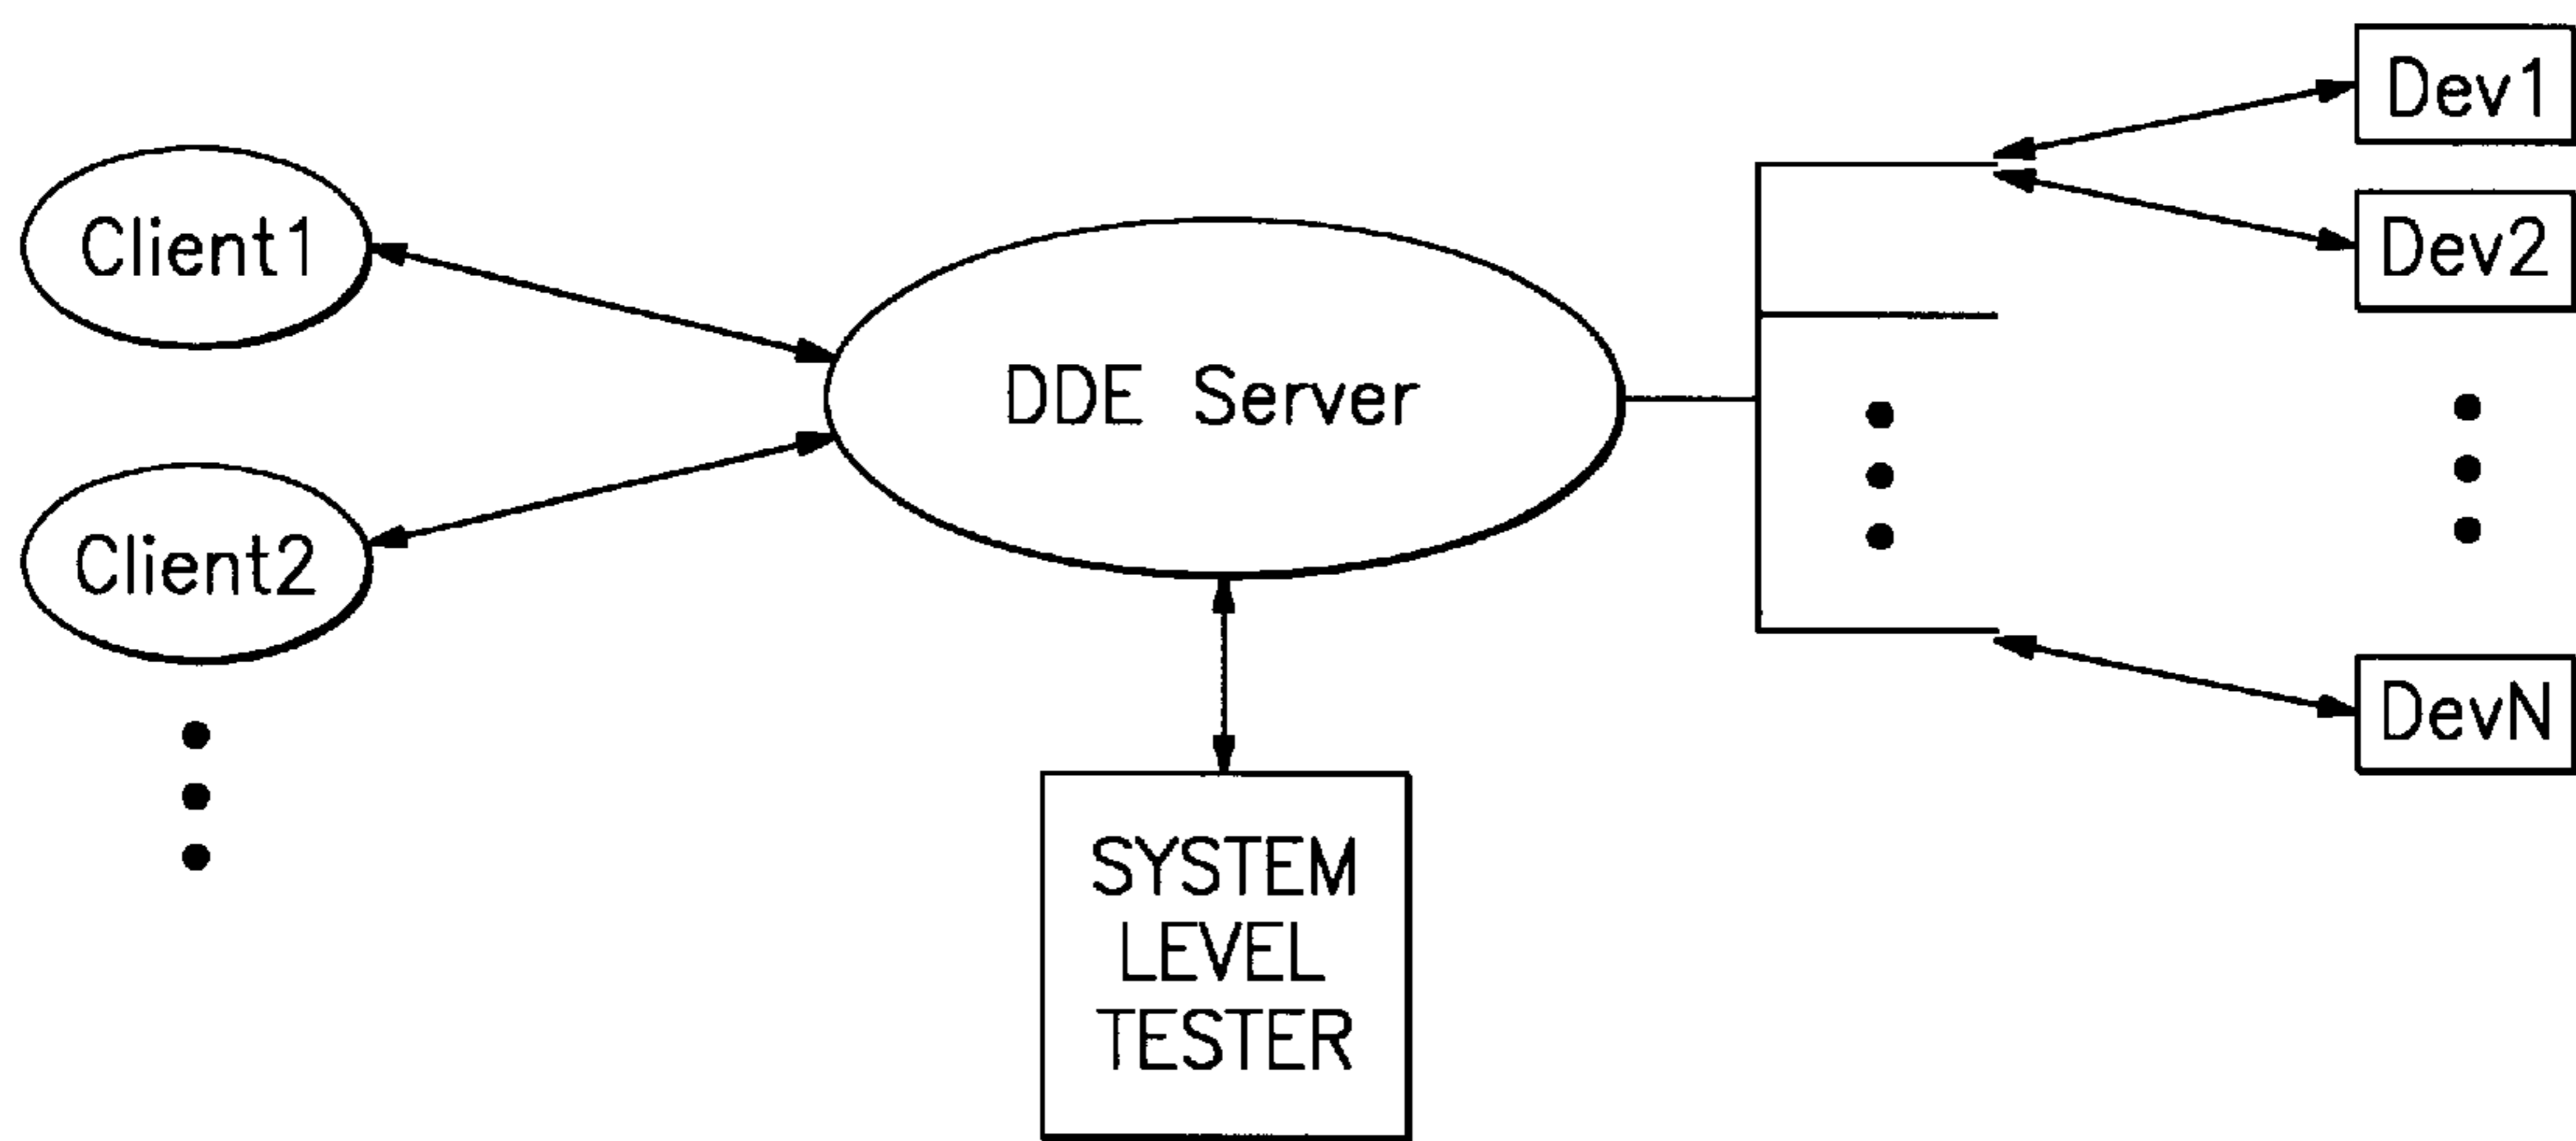 Client1
Client2
DDE Server
SYSTEM
LEVEL
TESTER
Dev1
Dev2
DevN